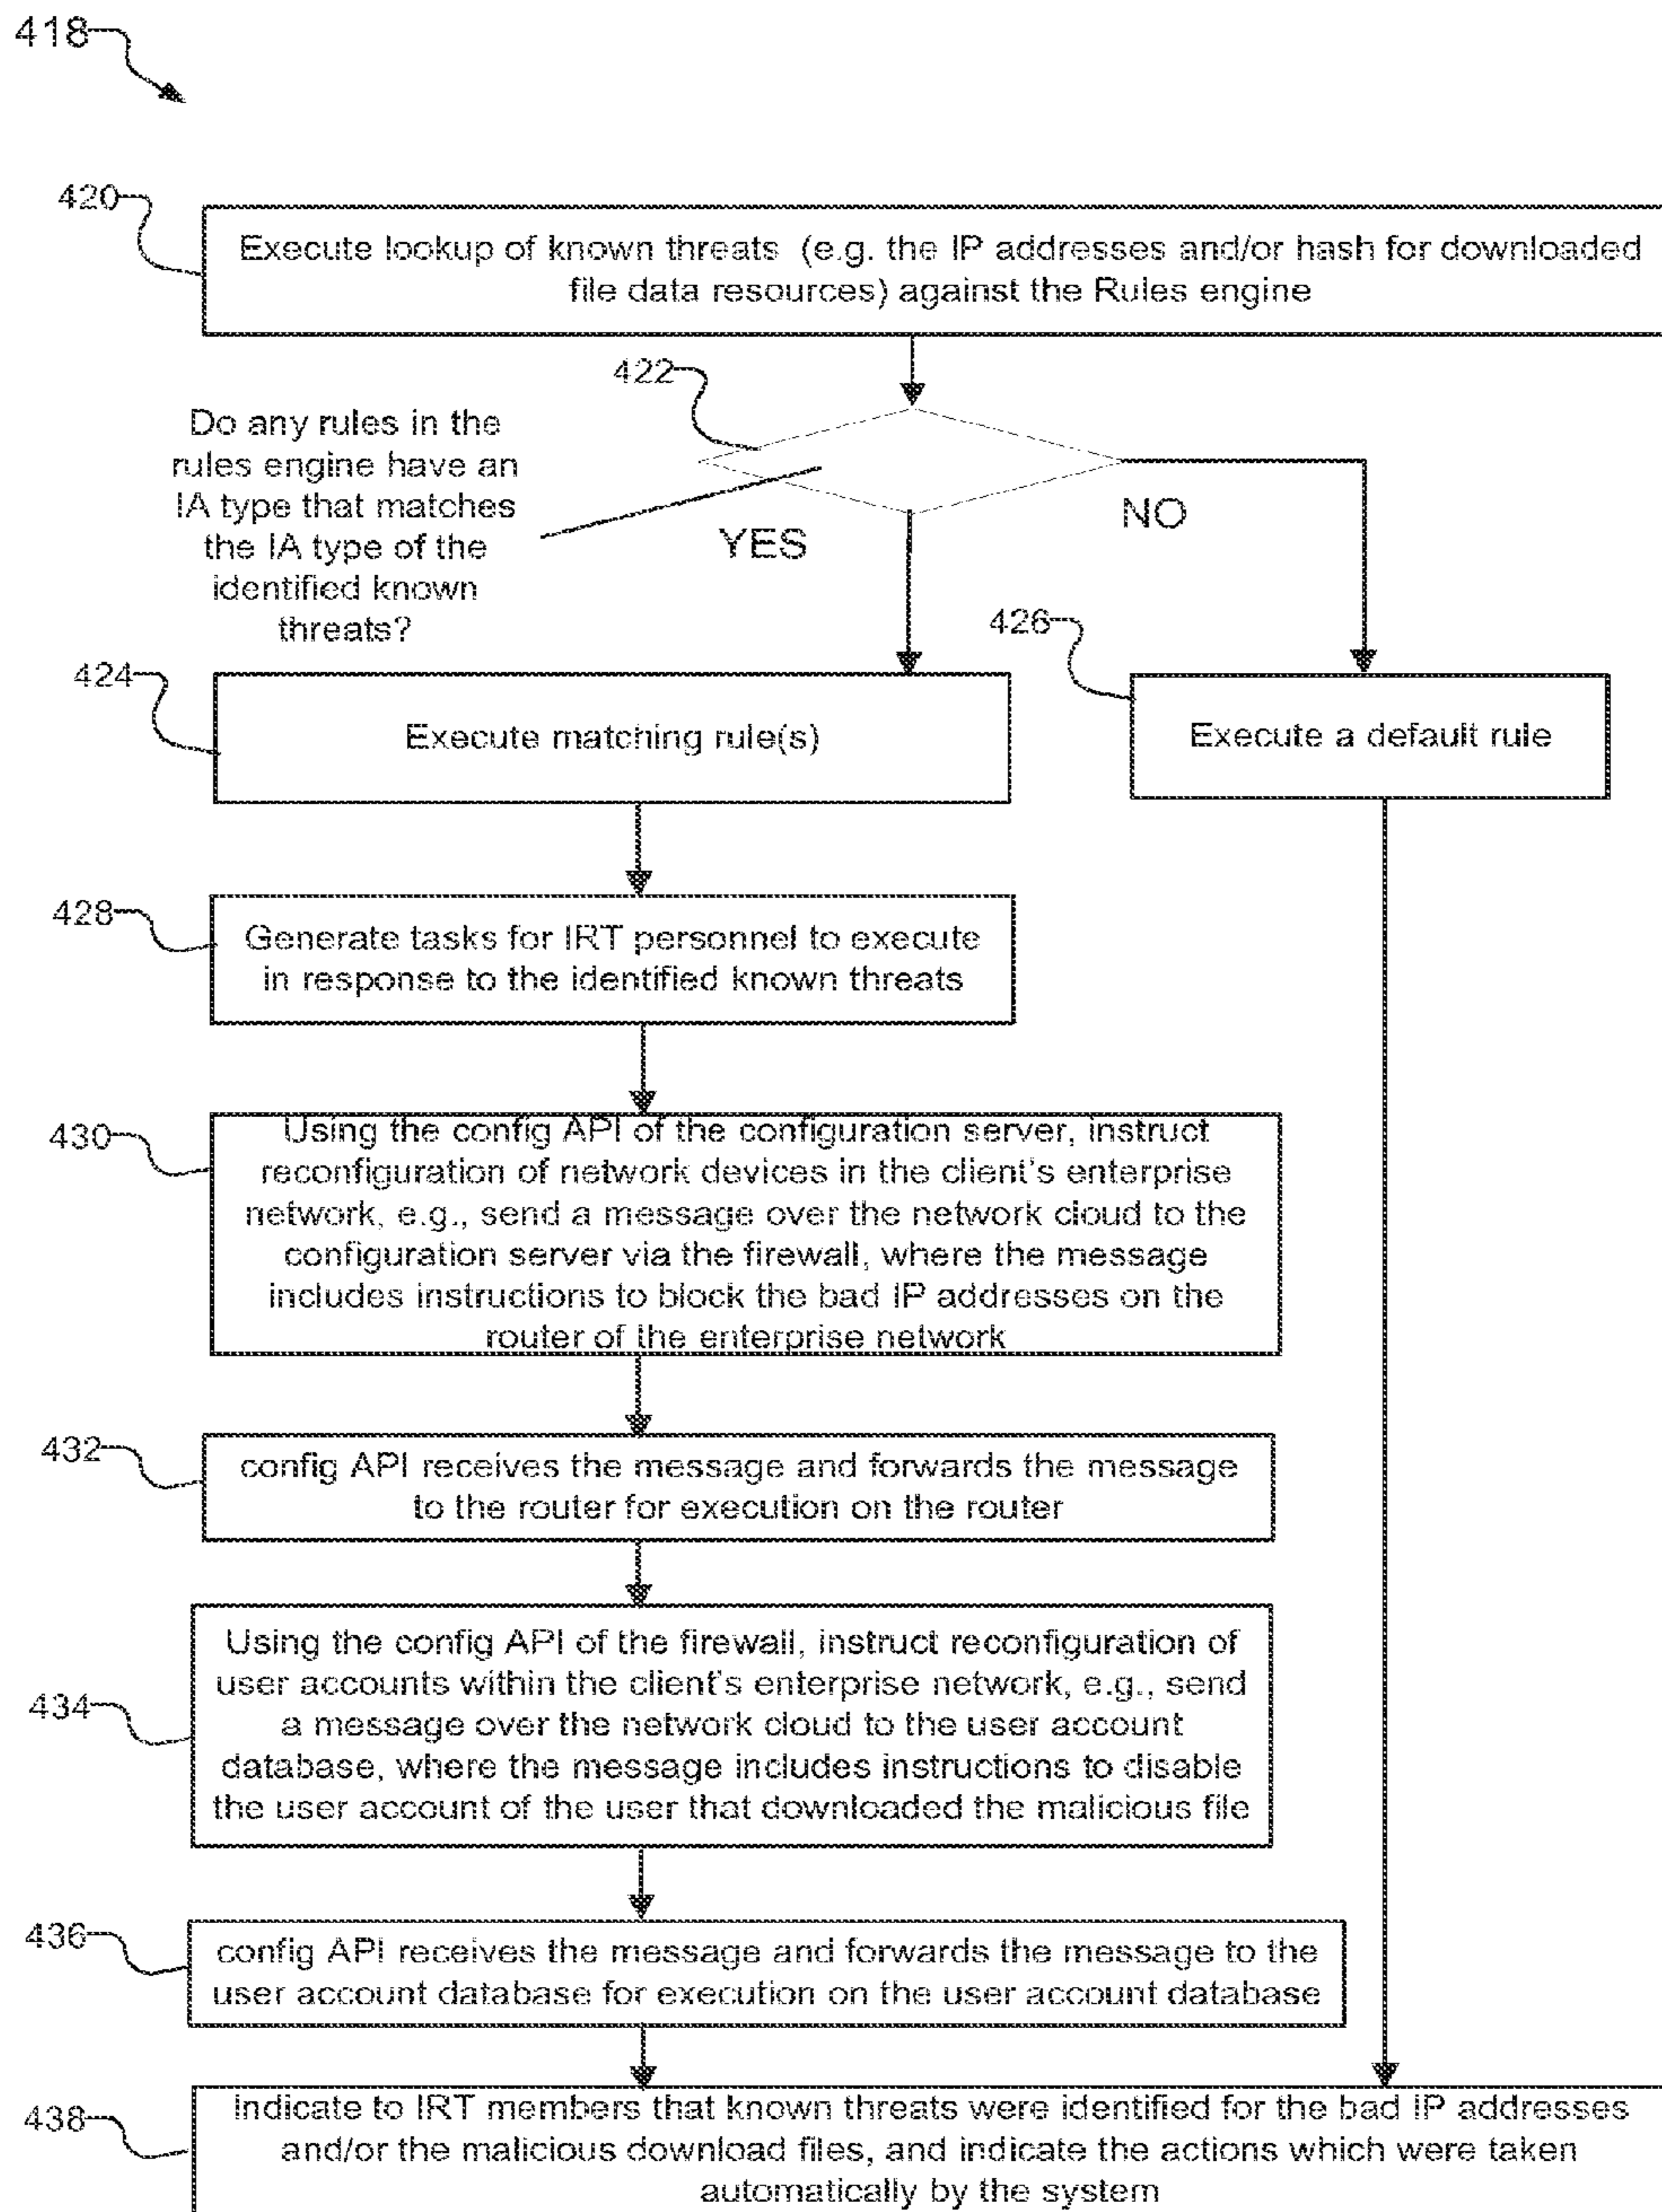 418
420
Execute lookup of known threats (e.g. the IP addresses and/or hash for downloaded
file data resources) against the Rules engine
422
Do any rules in the
rules engine have an
IA type that matches
the IA type of the
identified known
threats?
YES
NO
424
Execute matching rule(s)
426
Execute a default rule
428
Generate tasks for IRT personnel to execute
in response to the identified known threats
430
Using the config API of the configuration server, instruct
reconfiguration of network devices in the client's enterprise
network, e.g., send a message over the network cloud to the
configuration server via the firewall, where the message
includes instructions to block the bad IP addresses on the
router of the enterprise network
432
config API receives the message and forwards the message
to the router for execution on the router
434
Using the config API of the firewall, instruct reconfiguration of
user accounts within the client's enterprise network, e.g., send
a message over the network cloud to the user account
database, where the message includes instructions to disable
the user account of the user that downloaded the malicious file
436
config API receives the message and forwards the message to the
user account database for execution on the user account database
438
Indicate to IRT members that known threats were identified for the bad IP addresses
and/or the malicious download files, and indicate the actions which were taken
automatically by the system